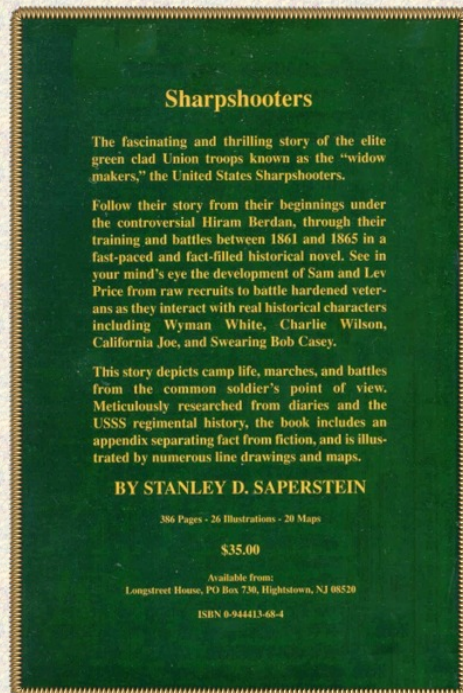 Sharpshooters
The fascinating and thrilling story of the elite
green clad Union troops known as the “widow
makers,” the United States Sharpshooters.
Follow their story from their beginnings under
the controversial Hiram Berdan, through their
training and battles between 1861 and 1865 in a
fast-paced and fact-filled historical novel. See in
your mind’s eye the development of Sam and Lev
Price from raw recruits to battle hardened veter-
ans as they interact with real historical characters
including Wyman White, Charlie Wilson,
California Joe, and Swearing Bob Casey.
This story depicts camp life, marches, and battles
from the common soldier’s point of view.
Meticulously researched from diaries and the
USSS regimental history, the book includes an
appendix separating fact from fiction, and is illus-
trated by numerous line drawings and maps.
BY STANLEY D. SAPERSTEIN
386 Pages - 26 Illustrations - 20 Maps
$35.00
Available from:
Longstreet House, PO Box 730, Hightstown, NJ 08520
ISBN 0-944413-68-4